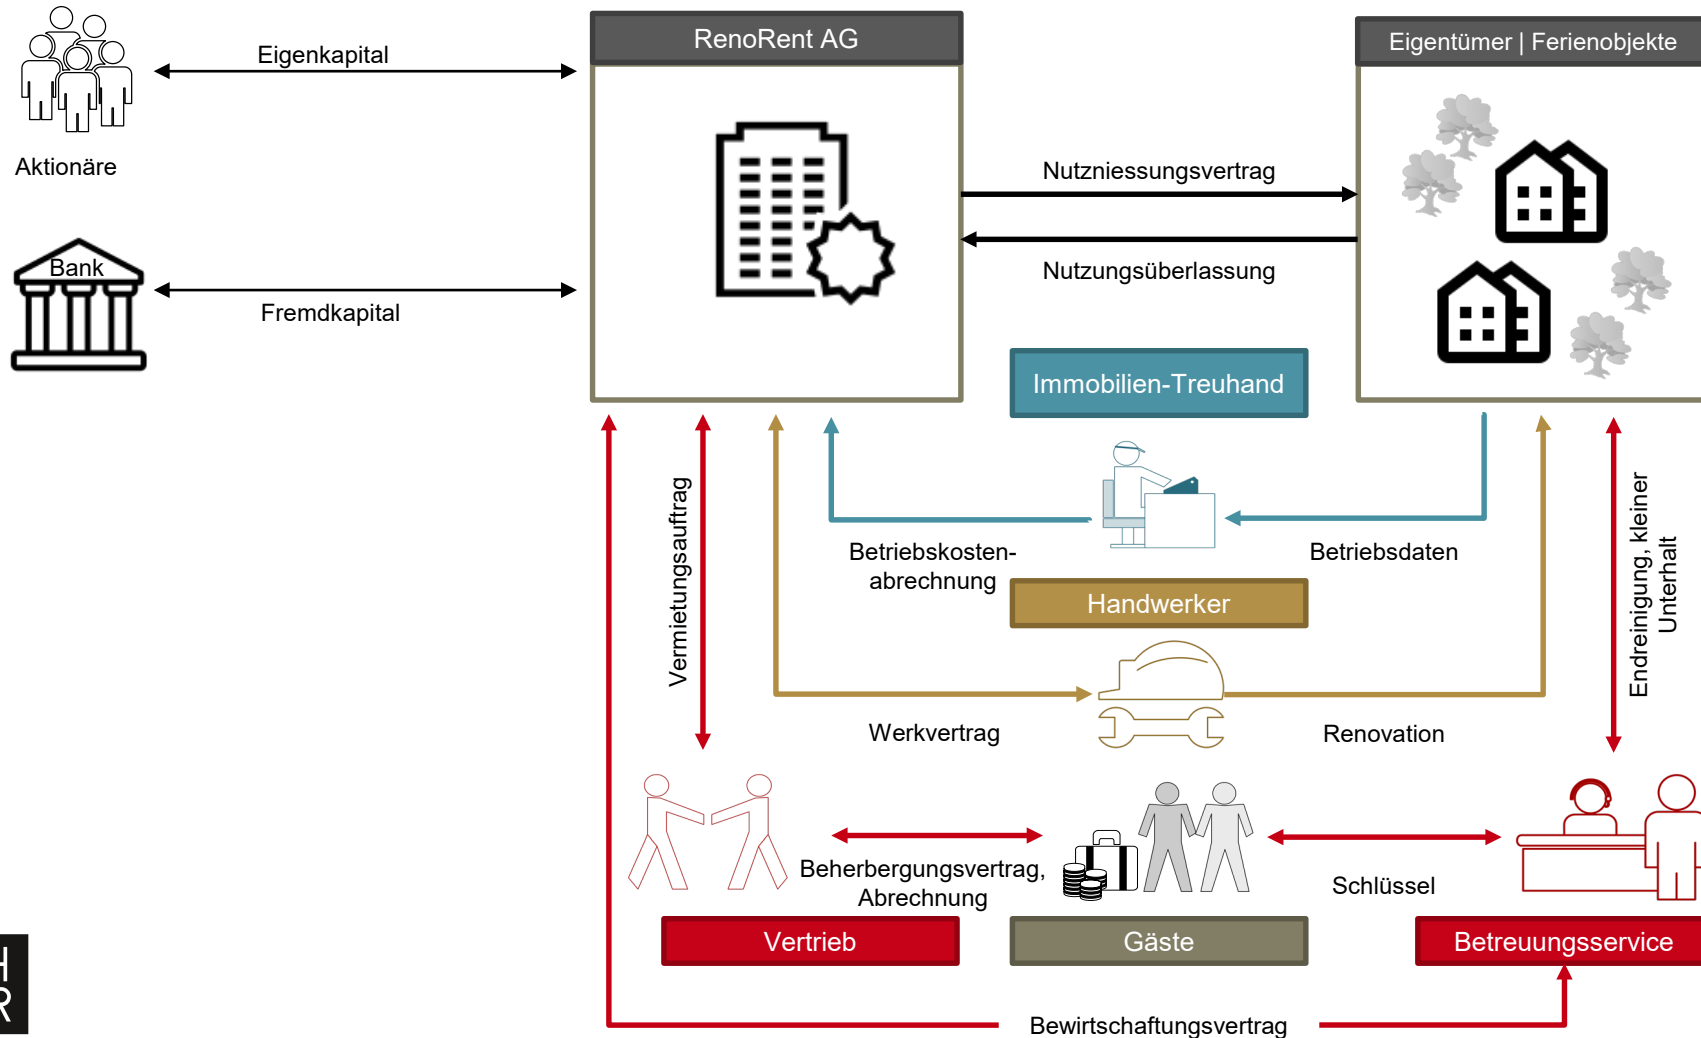 RenoRent AG
Eigentümer | Ferienobjekte
Eigenkapital
Aktionäre
Nutzniessungsvertrag
Bank
Nutzungsüberlassung
Fremdkapital
Immobilien-Treuhand
Vermietungsauftrag
Betriebskosten-
abrechnung
Betriebsdaten
Endreinigung, kleiner
Unterhalt
Handwerker
Werkvertrag
Renovation
Beherbergungsvertrag,
Abrechnung
Schlüssel
Vertrieb
Gäste
Betreuungsservice
H
R
Bewirtschaftungsvertrag